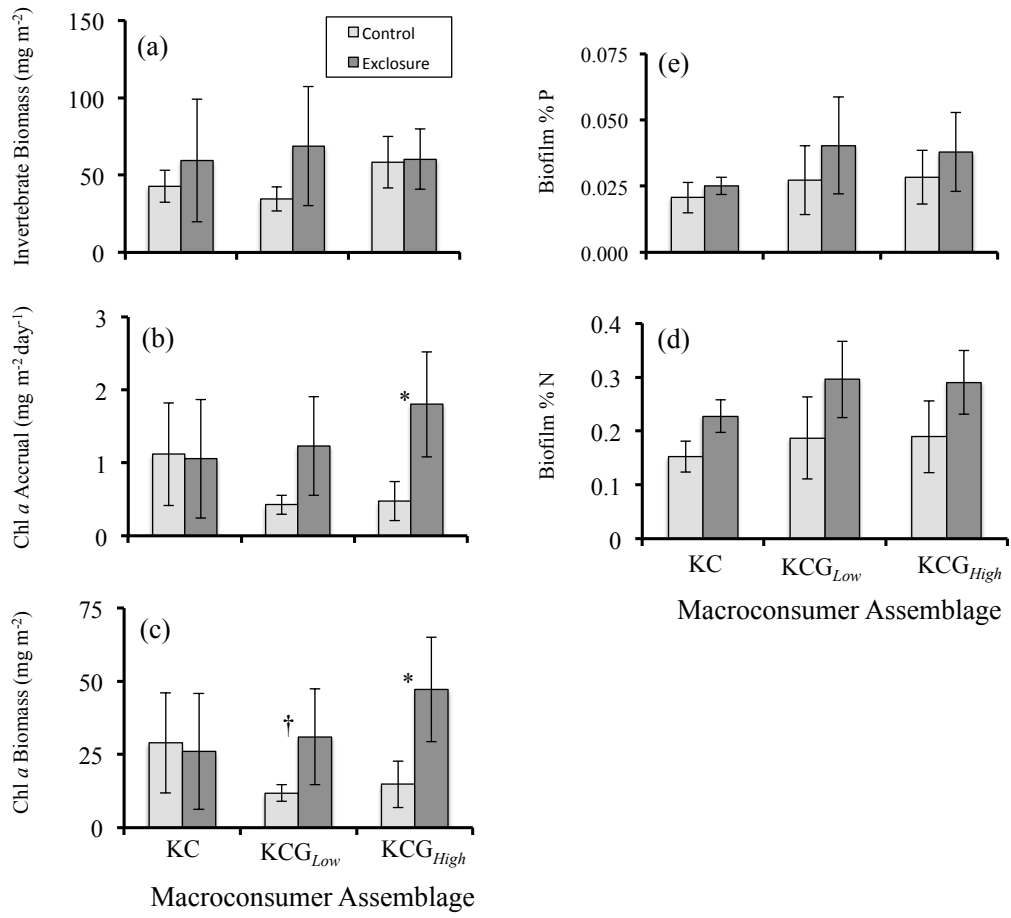 (a)
Control
Exclosure
Invertebrate Biomass (mg m-2)
150
100
50
0
(b)
Chl a Accrual (mg m-2 day-1)
3
2
1
0
*
(c)
Chl a Biomass (mg m-2)
75
50
25
0
†
*
KC
KCGLow
KCGHigh
Macroconsumer Assemblage
(e)
Biofilm % P
0.075
0.050
0.025
0.000
(d)
Biofilm % N
0.4
0.3
0.2
0.1
0
KC
KCGLow
KCGHigh
Macroconsumer Assemblage